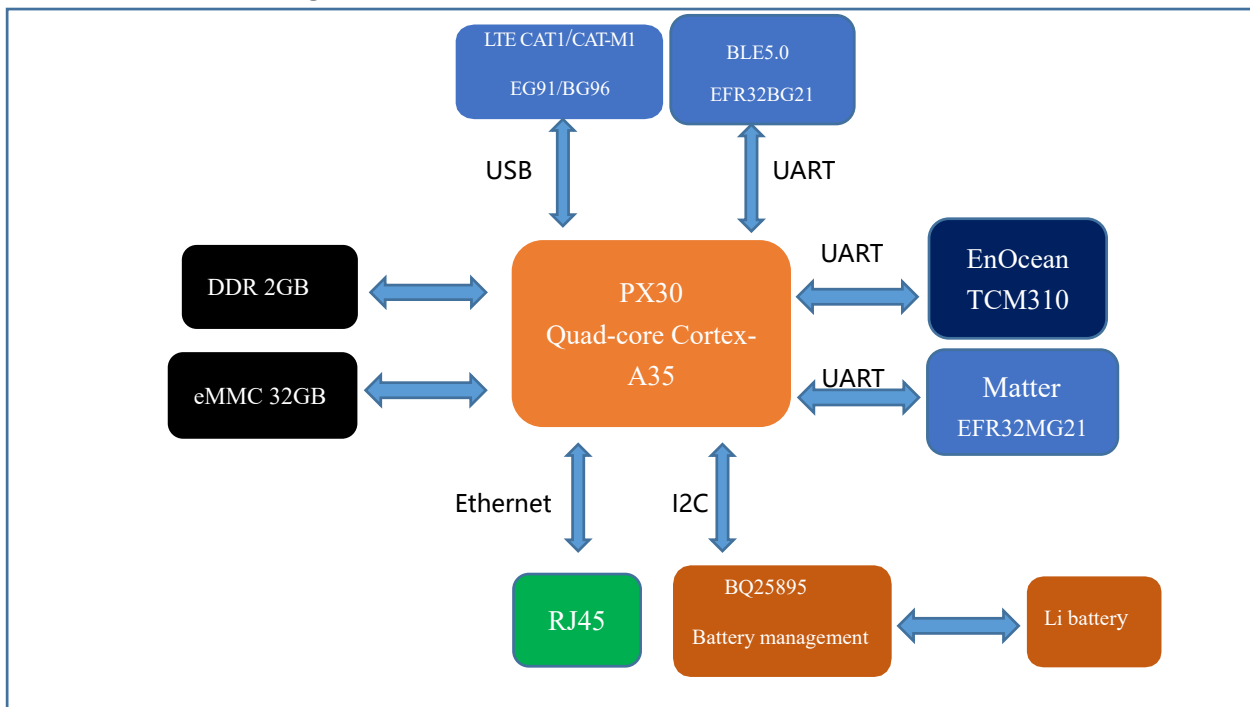 LTE CAT1/CAT-M1
EG91/BG96
BLE5.0
EFR32BG21
USB
UART
DDR 2GB
eMMC 32GB
PX30
Quad-core Cortex-
A35
UART
EnOcean
TCM310
UART
Matter
EFR32MG21
Ethernet
I2C
RJ45
BQ25895
Battery management
Li battery